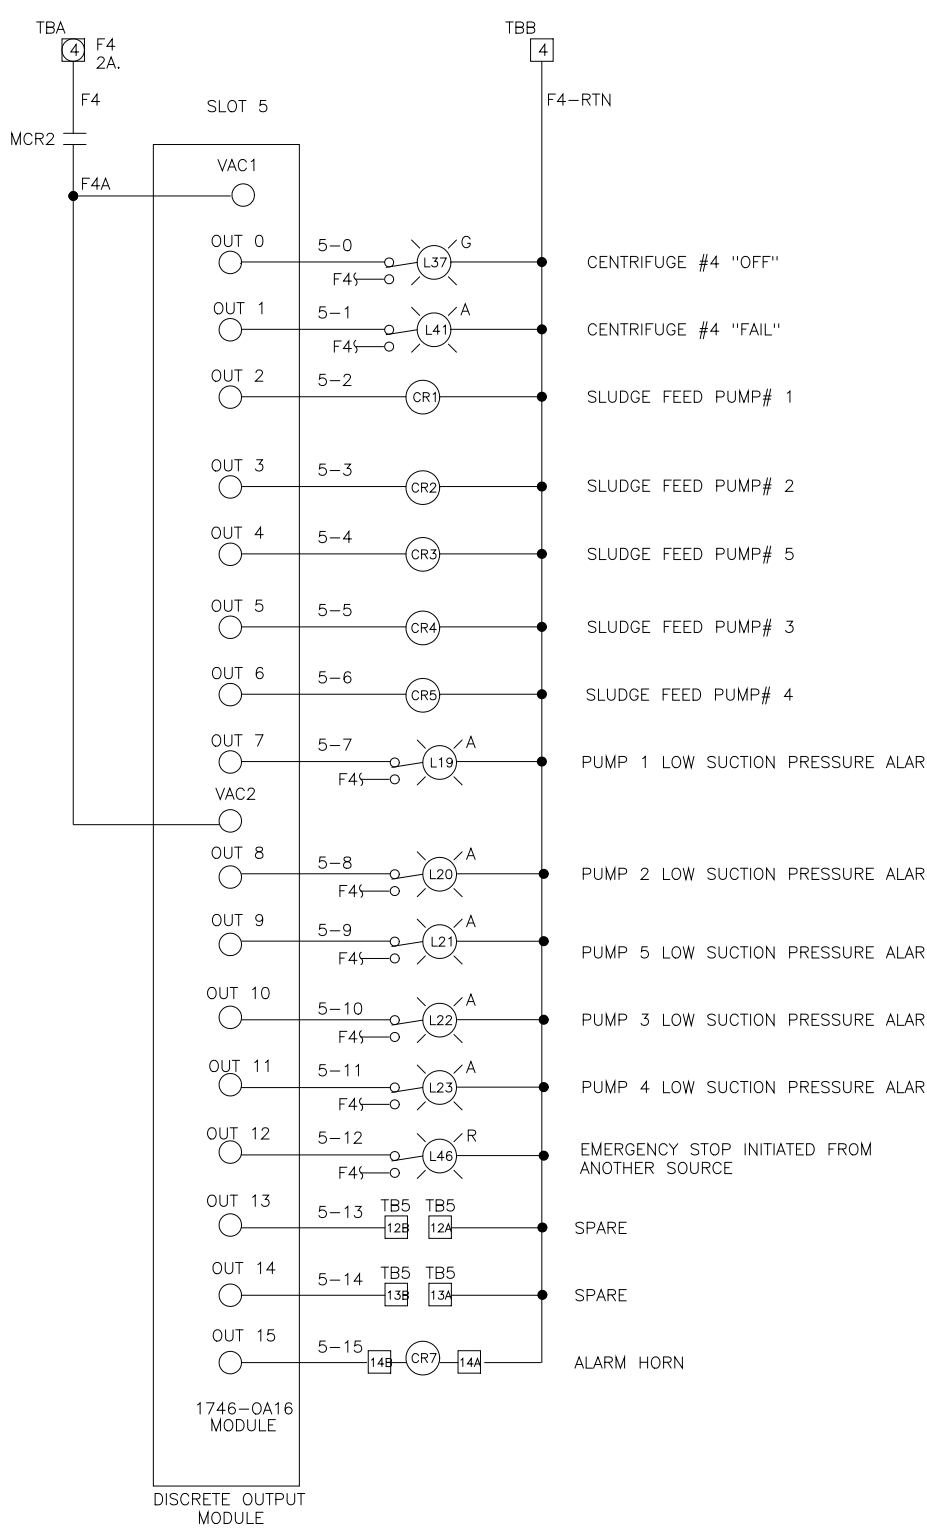 TBA
4
F4
2A.
TBB
4
F4
F4-RTN
SLOT 5
MCR2
F4A
VAC1
OUT 0
5-0
F4
L37
G
CENTRIFUGE #4 "OFF"
OUT 1
5-1
F4
L41
A
CENTRIFUGE #4 "FAIL"
OUT 2
5-2
CR1
SLUDGE FEED PUMP# 1
OUT 3
5-3
CR2
SLUDGE FEED PUMP# 2
OUT 4
5-4
CR3
SLUDGE FEED PUMP# 5
OUT 5
5-5
CR4
SLUDGE FEED PUMP# 3
OUT 6
5-6
CR5
SLUDGE FEED PUMP# 4
OUT 7
5-7
F4
L19
A
PUMP 1 LOW SUCTION PRESSURE ALAR
VAC2
OUT 8
5-8
F4
L20
A
PUMP 2 LOW SUCTION PRESSURE ALAR
OUT 9
5-9
F4
L21
A
PUMP 5 LOW SUCTION PRESSURE ALAR
OUT 10
5-10
F4
L22
A
PUMP 3 LOW SUCTION PRESSURE ALAR
OUT 11
5-11
F4
L23
A
PUMP 4 LOW SUCTION PRESSURE ALAR
OUT 12
5-12
F4
L46
R
EMERGENCY STOP INITIATED FROM
ANOTHER SOURCE
OUT 13
5-13
TB5
12B
TB5
12A
SPARE
OUT 14
5-14
TB5
13B
TB5
13A
SPARE
OUT 15
5-15
14B
CR7
14A
ALARM HORN
1746-OA16
MODULE
DISCRETE OUTPUT
MODULE